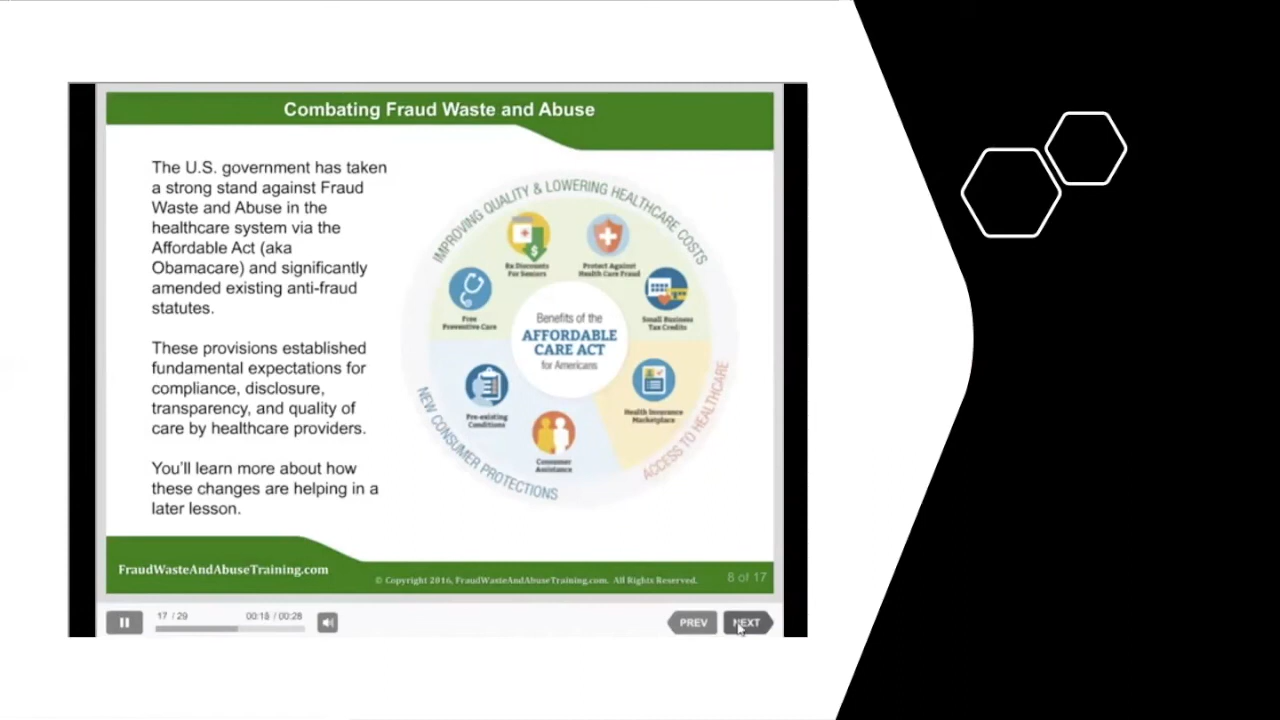 Combating Fraud Waste and Abuse
The U.S. government has taken
a strong stand against Fraud
Waste and Abuse in the
healthcare system via the
Affordable Act (aka
Obamacare) and significantly
amended existing anti-fraud
statutes.
These provisions established
fundamental expectations for
compliance, disclosure,
transparency, and quality of
care by healthcare providers.
You'll learn more about how
these changes are helping in a
later lesson.
IMPROVING QUALITY & LOWERING HEALTHCARE COSTS
Rx Discounts
For Seniors
Protect Against
Health Care Fraud
Free
Preventive Care
Small Business
Tax Credits
Benefits of the
AFFORDABLE
CARE ACT
for Americans
Pre-existing
Conditions
Health Insurance
Marketplace
Consumer
Assistance
NEW CONSUMER PROTECTIONS
ACCESS TO HEALTHCARE
FraudWasteAndAbuseTraining.com
© Copyright 2016, FraudWasteAndAbuseTraining.com. All Rights Reserved.
8 of 17
17 / 29
00:18 / 00:28
PREV
NEXT